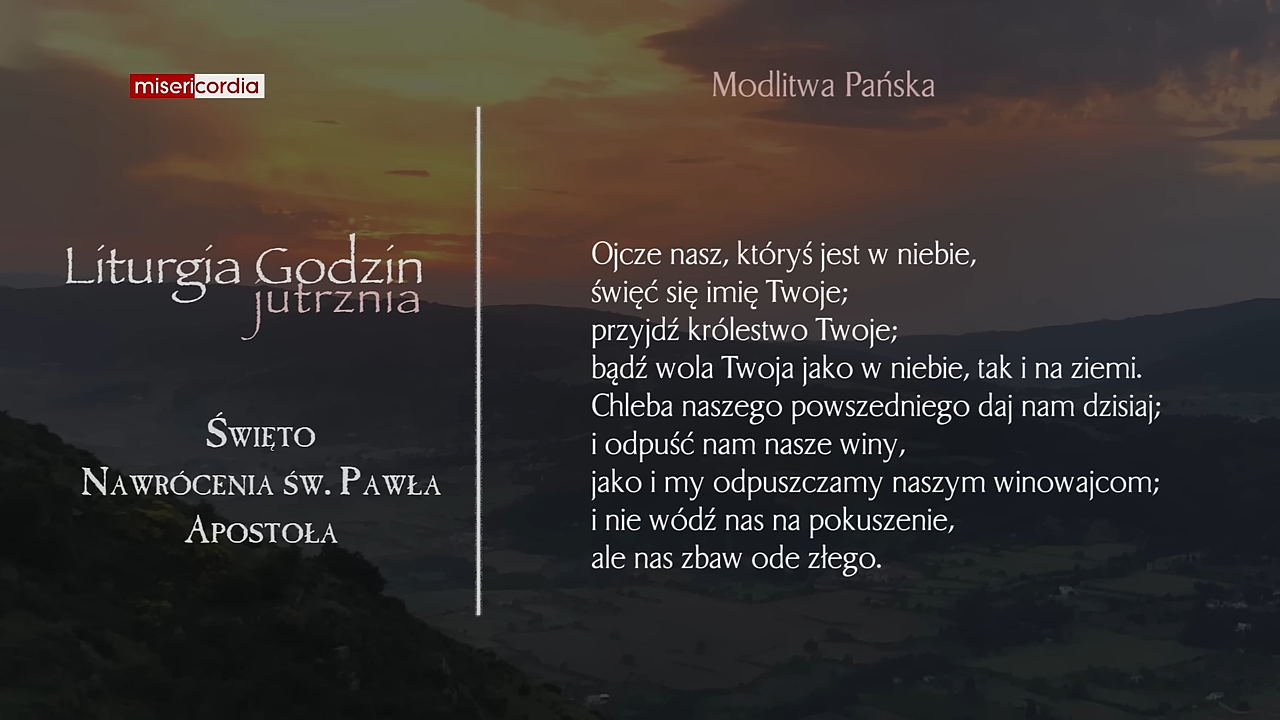 misericordia
Liturgia Godzin
jutrznia
Święto
Nawrócenia św. Pawła
Apostoła
Modlitwa Pańska
Ojcze nasz, któryś jest w niebie,
święć się imię Twoje;
przyjdź królestwo Twoje;
bądź wola Twoja jako w niebie, tak i na ziemi.
Chleba naszego powszedniego daj nam dzisiaj;
i odpuść nam nasze winy,
jako i my odpuszczamy naszym winowajcom;
i nie wódź nas na pokuszenie,
ale nas zbaw ode złego.